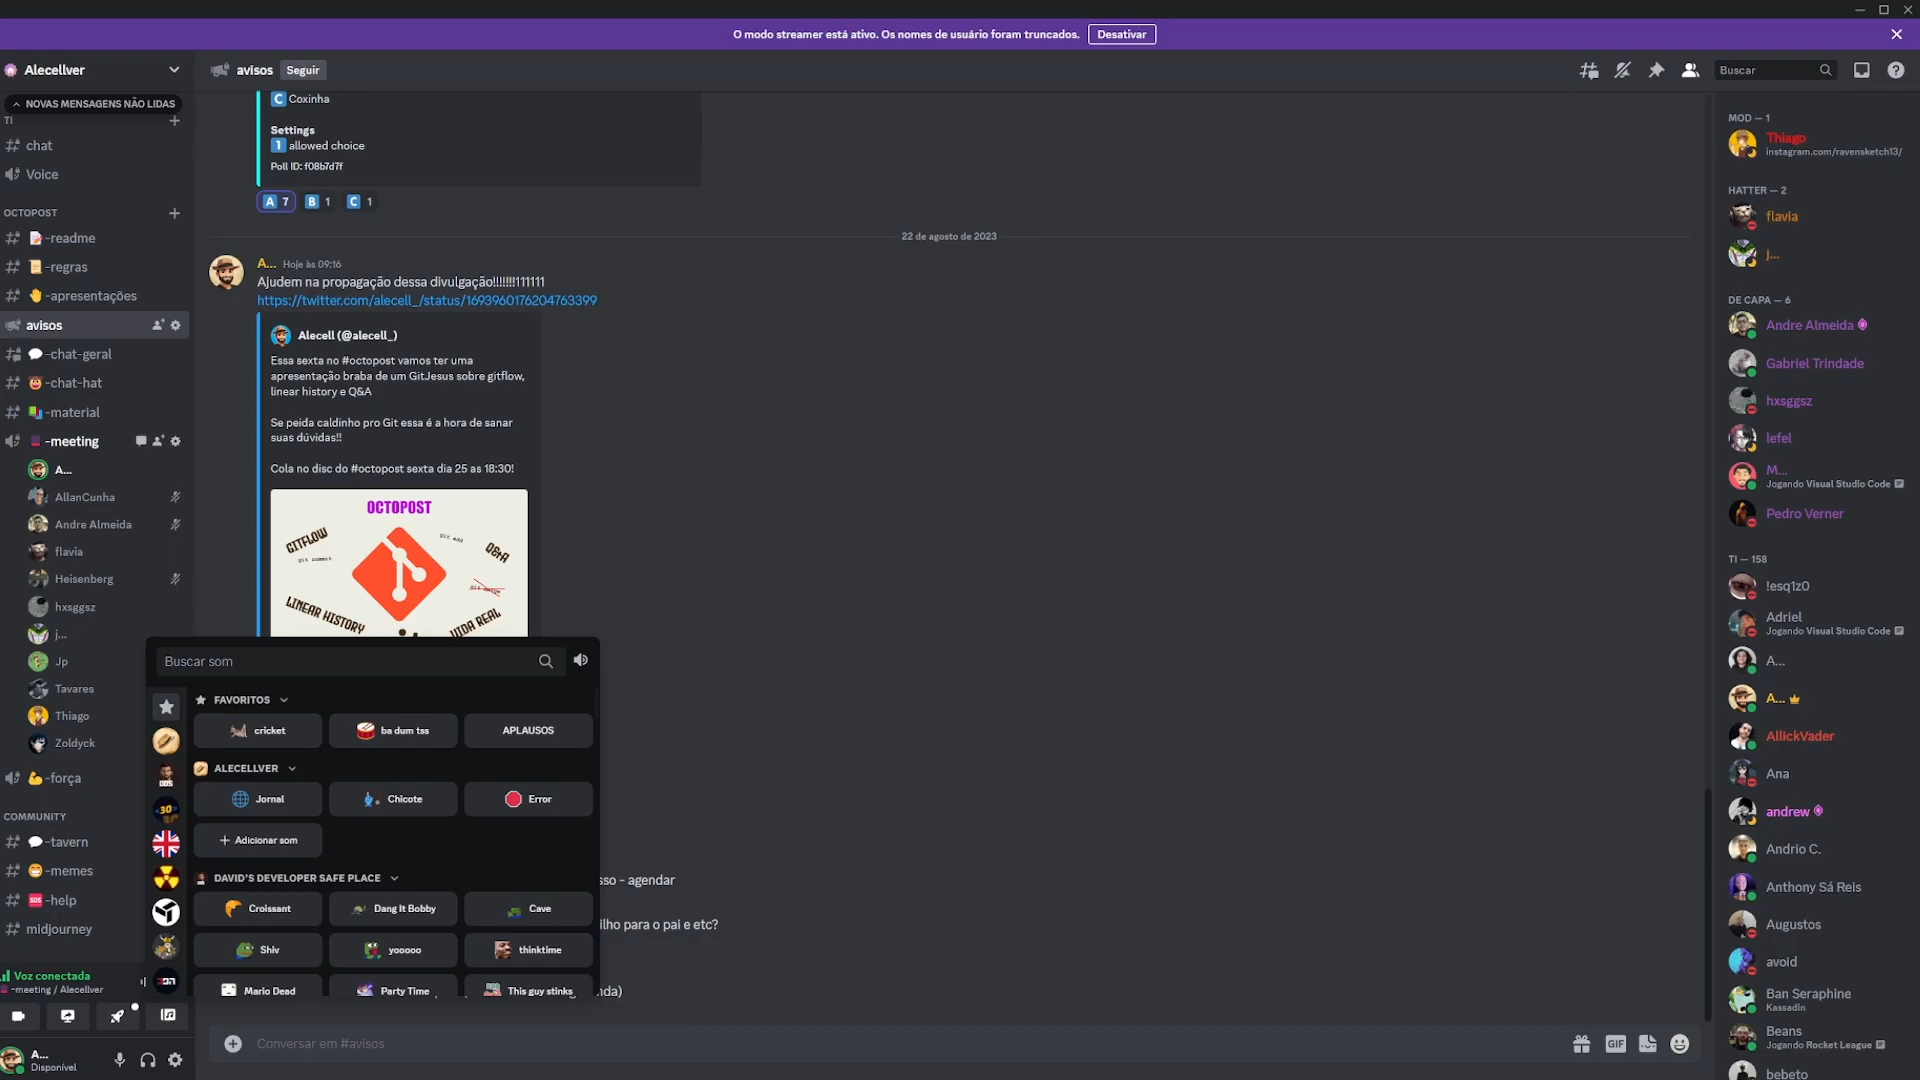 O modo streamer está ativo. Os nomes de usuário foram truncados.
Desativar
Alecellver
avisos
Seguir
Buscar
NOVAS MENSAGENS NÃO LIDAS
TI
chat
Voice
OCTOPOST
-readme
-regras
-apresentações
avisos
-chat-geral
-chat-hat
-material
-meeting
A...
AllanCunha
Andre Almeida
flavia
Heisenberg
hxsggsz
j...
Jp
Tavares
Thiago
Zoldyck
-força
COMMUNITY
-tavern
-memes
-help
midjourney
Voz conectada
-meeting / Alecellver
A...
Disponível
C Coxinha
Settings
1 allowed choice
Poll ID: f08b7d7f
A 7
B 1
C 1
22 de agosto de 2023
A... Hoje às 09:16
Ajudem na propagação dessa divulgação!!!!!!!111111
https://twitter.com/alecell_/status/1693960176204763399
Alecell (@alecell_)
Essa sexta no #octopost vamos ter uma
apresentação braba de um GitJesus sobre gitflow,
linear history e Q&A
Se peida caldinho pro Git essa é a hora de sanar
suas dúvidas!!
Cola no disc do #octopost sexta dia 25 as 18:30!
OCTOPOST
GITFLOW
git commit
git add
Q&A
LINEAR HISTORY
VIDA REAL
Buscar som
FAVORITOS
cricket
ba dum tss
APLAUSOS
ALECELLVER
Jornal
Chicote
Error
Adicionar som
DAVID'S DEVELOPER SAFE PLACE
Croissant
Dang It Bobby
Cave
Shiv
yooooo
thinktime
Mario Dead
Party Time
This guy stinks
sso - agendar
ilho para o pai e etc?
nda)
Conversar em #avisos
GIF
MOD — 1
Thiago
instagram.com/ravensketch13/
HATTER — 2
flavia
j...
DE CAPA — 6
Andre Almeida
Gabriel Trindade
hxsggsz
lefel
M...
Jogando Visual Studio Code
Pedro Verner
TI — 158
!esq1z0
Adriel
Jogando Visual Studio Code
A...
A...
AllickVader
Ana
andrew
Andrio C.
Anthony Sá Reis
Augustos
avoid
Ban Seraphine
Kassadin
Beans
Jogando Rocket League
bebeto